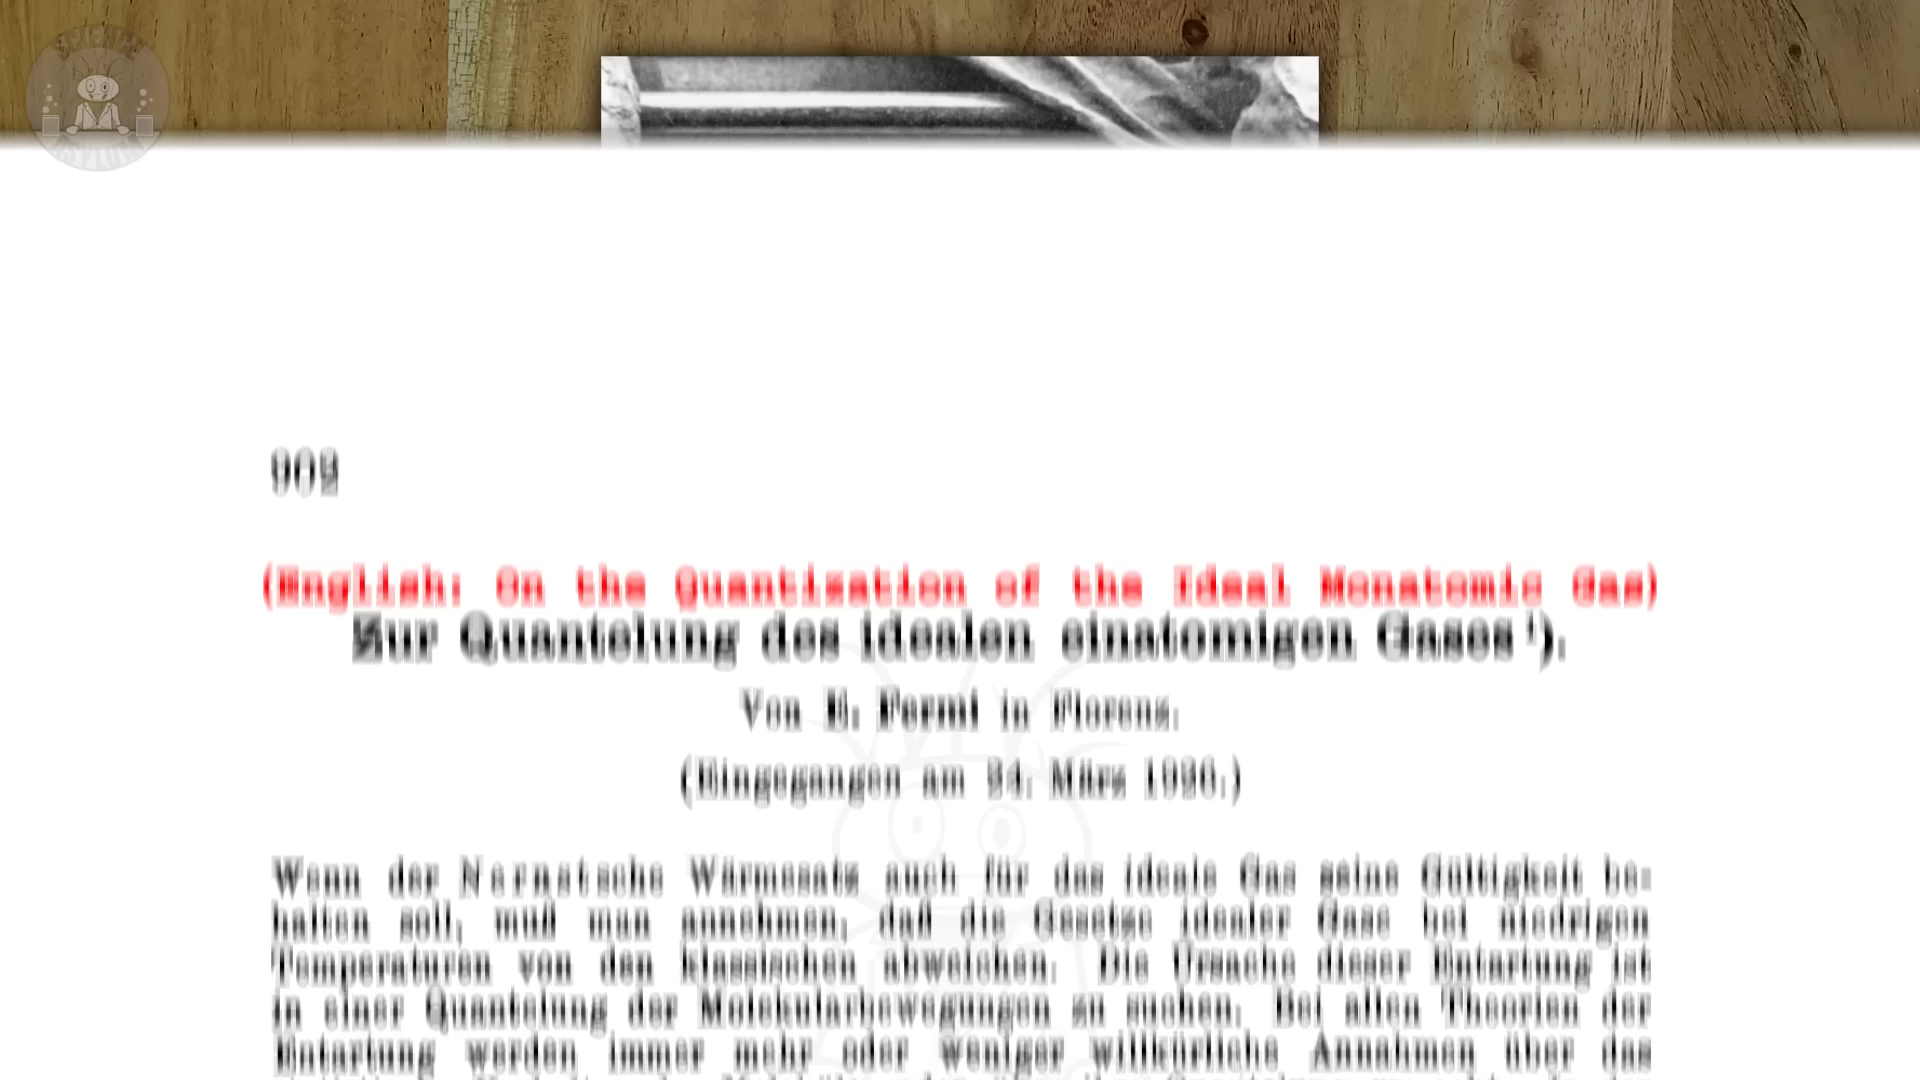 SCIENCE
ASYLUM
902
(English: On the Quantization of the Ideal Monatomic Gas)
Zur Quantelung des idealen einatomigen Gases¹).
Von E. Fermi in Florenz.
(Eingegangen am 24. März 1926.)
Wenn der Nernstsche Wärmesatz auch für das ideale Gas seine Gültigkeit be-
halten soll, muß man annehmen, daß die Gesetze idealer Gase bei niedrigen
Temperaturen von den klassischen abweichen. Die Ursache dieser Entartung ist
in einer Quantelung der Molekularbewegungen zu suchen. Bei allen Theorien der
Entartung werden immer mehr oder weniger willkürliche Annahmen über das